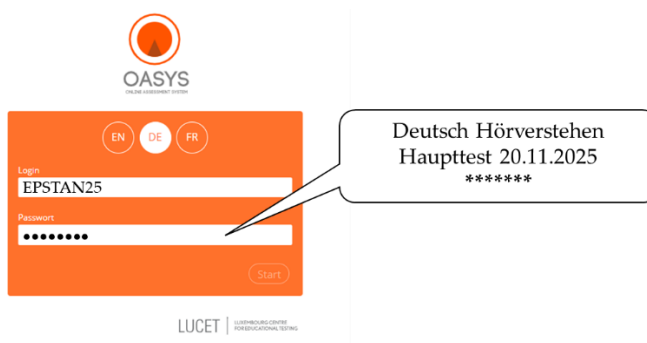 OASYS
ONLINE ASSESSMENT SYSTEM
EN DE FR
Login
EPSTAN25
Passwort
●●●●●●●●
Start
Deutsch Hörverstehen
Haupttest 20.11.2025
*******
LUCET
LUXEMBOURG CENTRE
FOR EDUCATIONAL TESTING